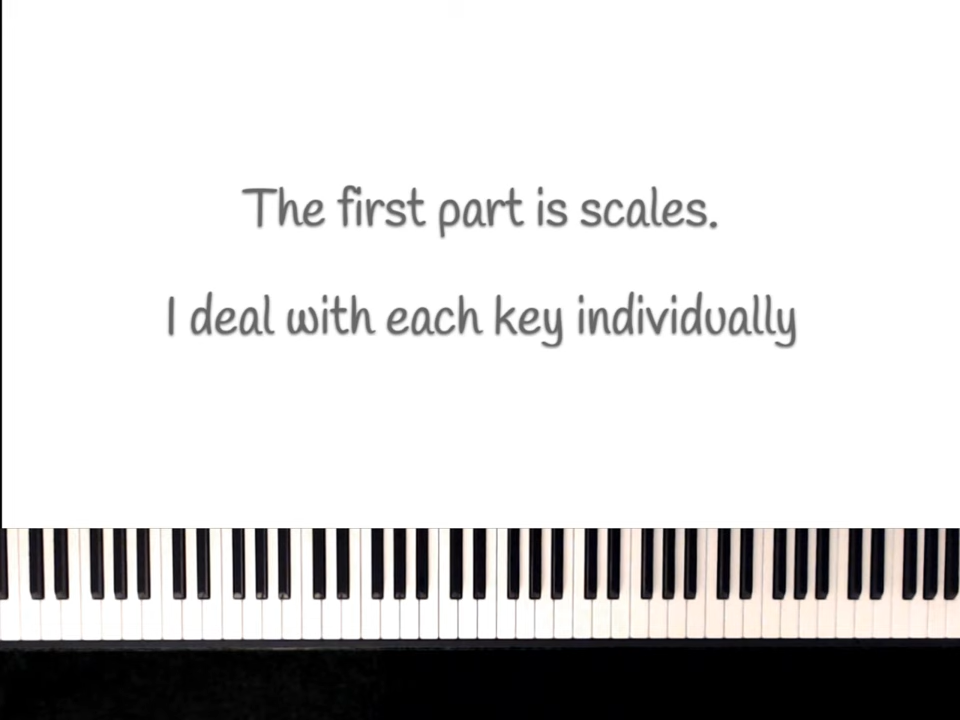 The first part is scales.
I deal with each key individually